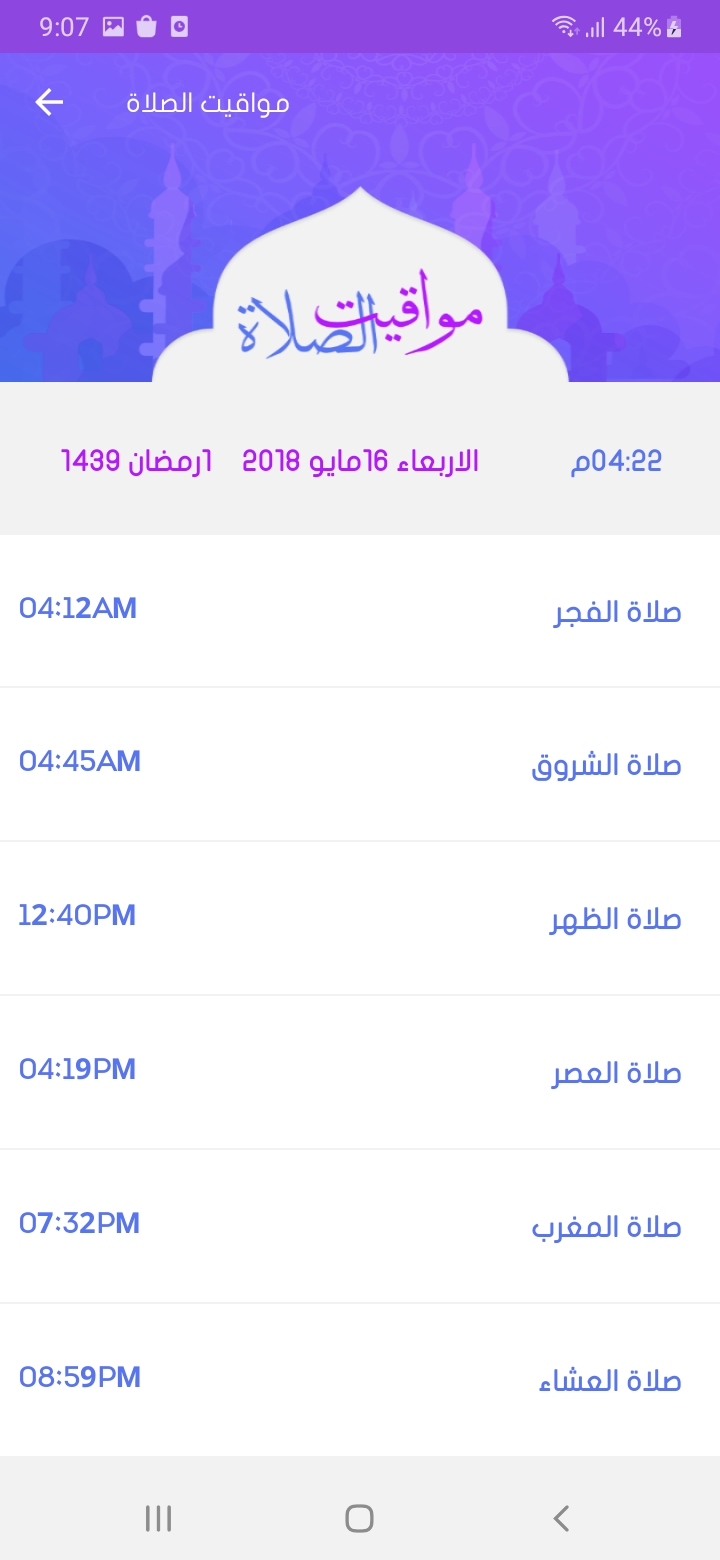 9:07 44%
مواقيت الصلاة
مواقيت الصلاة
04:22م الاربعاء 16مايو 2018 1رمضان 1439
صلاة الفجر 04:12AM
صلاة الشروق 04:45AM
صلاة الظهر 12:40PM
صلاة العصر 04:19PM
صلاة المغرب 07:32PM
صلاة العشاء 08:59PM